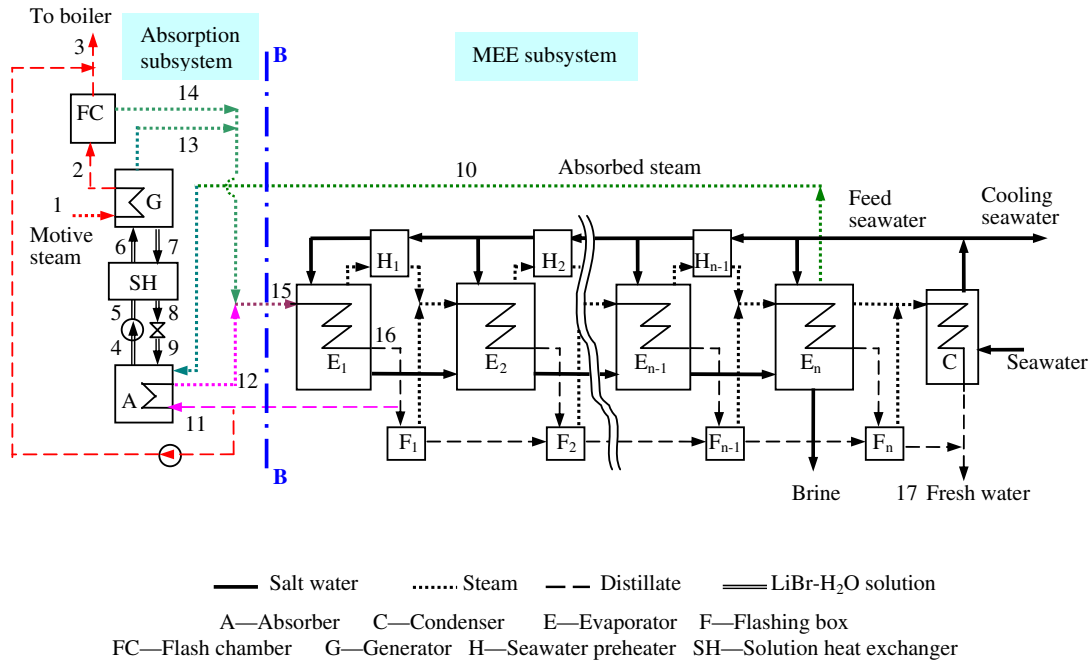 To boiler
3
Absorption
subsystem
B
MEE subsystem
14
FC
13
2
10
Absorbed steam
1
G
Motive
steam
6
7
Feed
seawater
Cooling
seawater
SH
H1
H2
Hn-1
5
8
15
4
9
16
E1
E2
En-1
En
C
Seawater
12
A
11
F1
F2
Fn-1
Fn
B
Brine
17
Fresh water
Salt water
Steam
Distillate
LiBr-H2O solution
A—Absorber C—Condenser E—Evaporator F—Flashing box
FC—Flash chamber G—Generator H—Seawater preheater SH—Solution heat exchanger